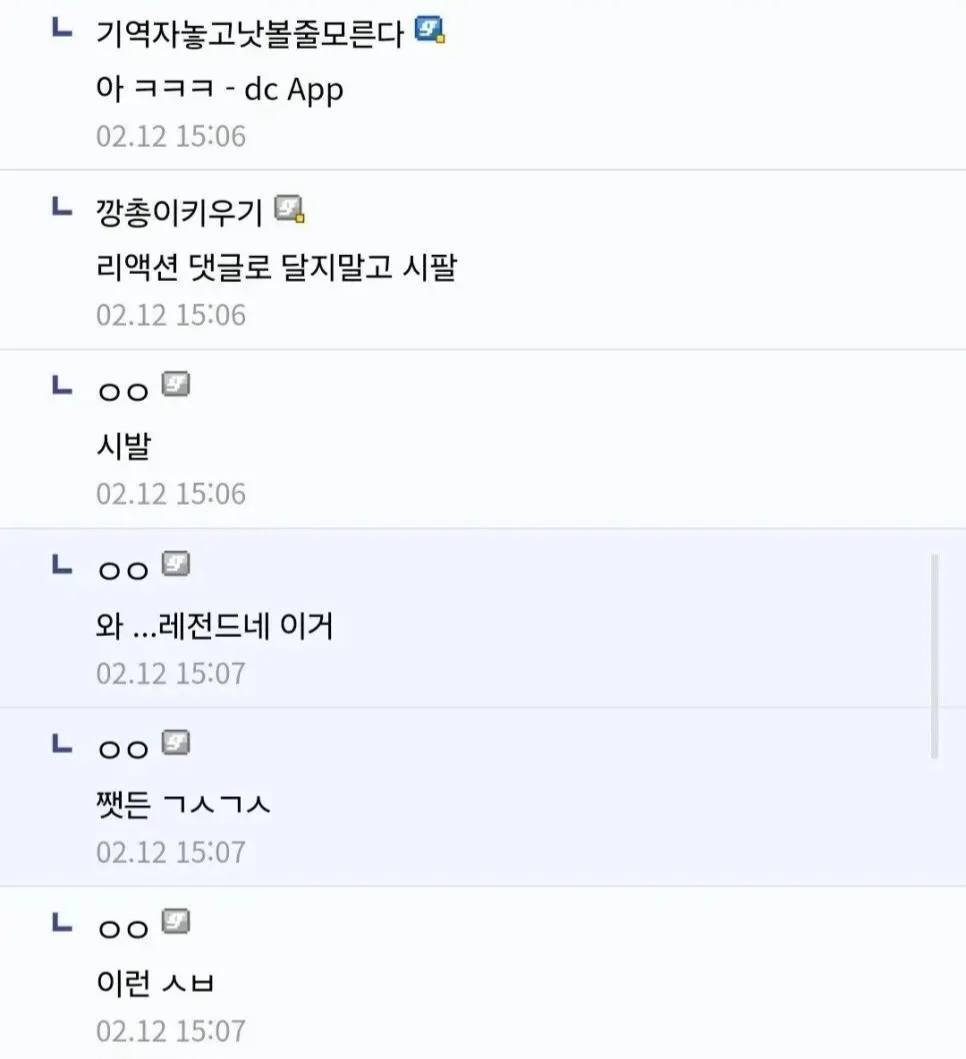 ㄴ 기역자놓고낫볼줄모른다
아 ㅋㅋㅋ - dc App
02.12 15:06
ㄴ 깡총이키우기
리액션 댓글로 달지말고 시팔
02.12 15:06
ㄴ ㅇㅇ
시발
02.12 15:06
ㄴ ㅇㅇ
와 ...레전드네 이거
02.12 15:07
ㄴ ㅇㅇ
쨋든 ㄱㅅㄱㅅ
02.12 15:07
ㄴ ㅇㅇ
이런 ㅅㅂ
02.12 15:07